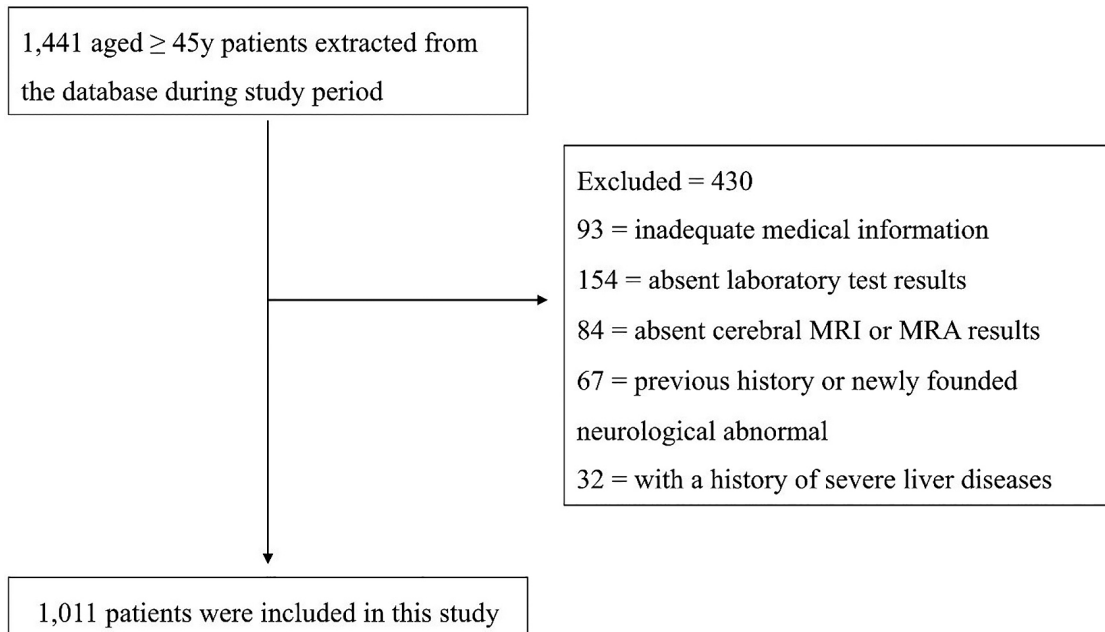 1,441 aged ≥ 45y patients extracted from
the database during study period
Excluded = 430
93 = inadequate medical information
154 = absent laboratory test results
84 = absent cerebral MRI or MRA results
67 = previous history or newly founded
neurological abnormal
32 = with a history of severe liver diseases
1,011 patients were included in this study